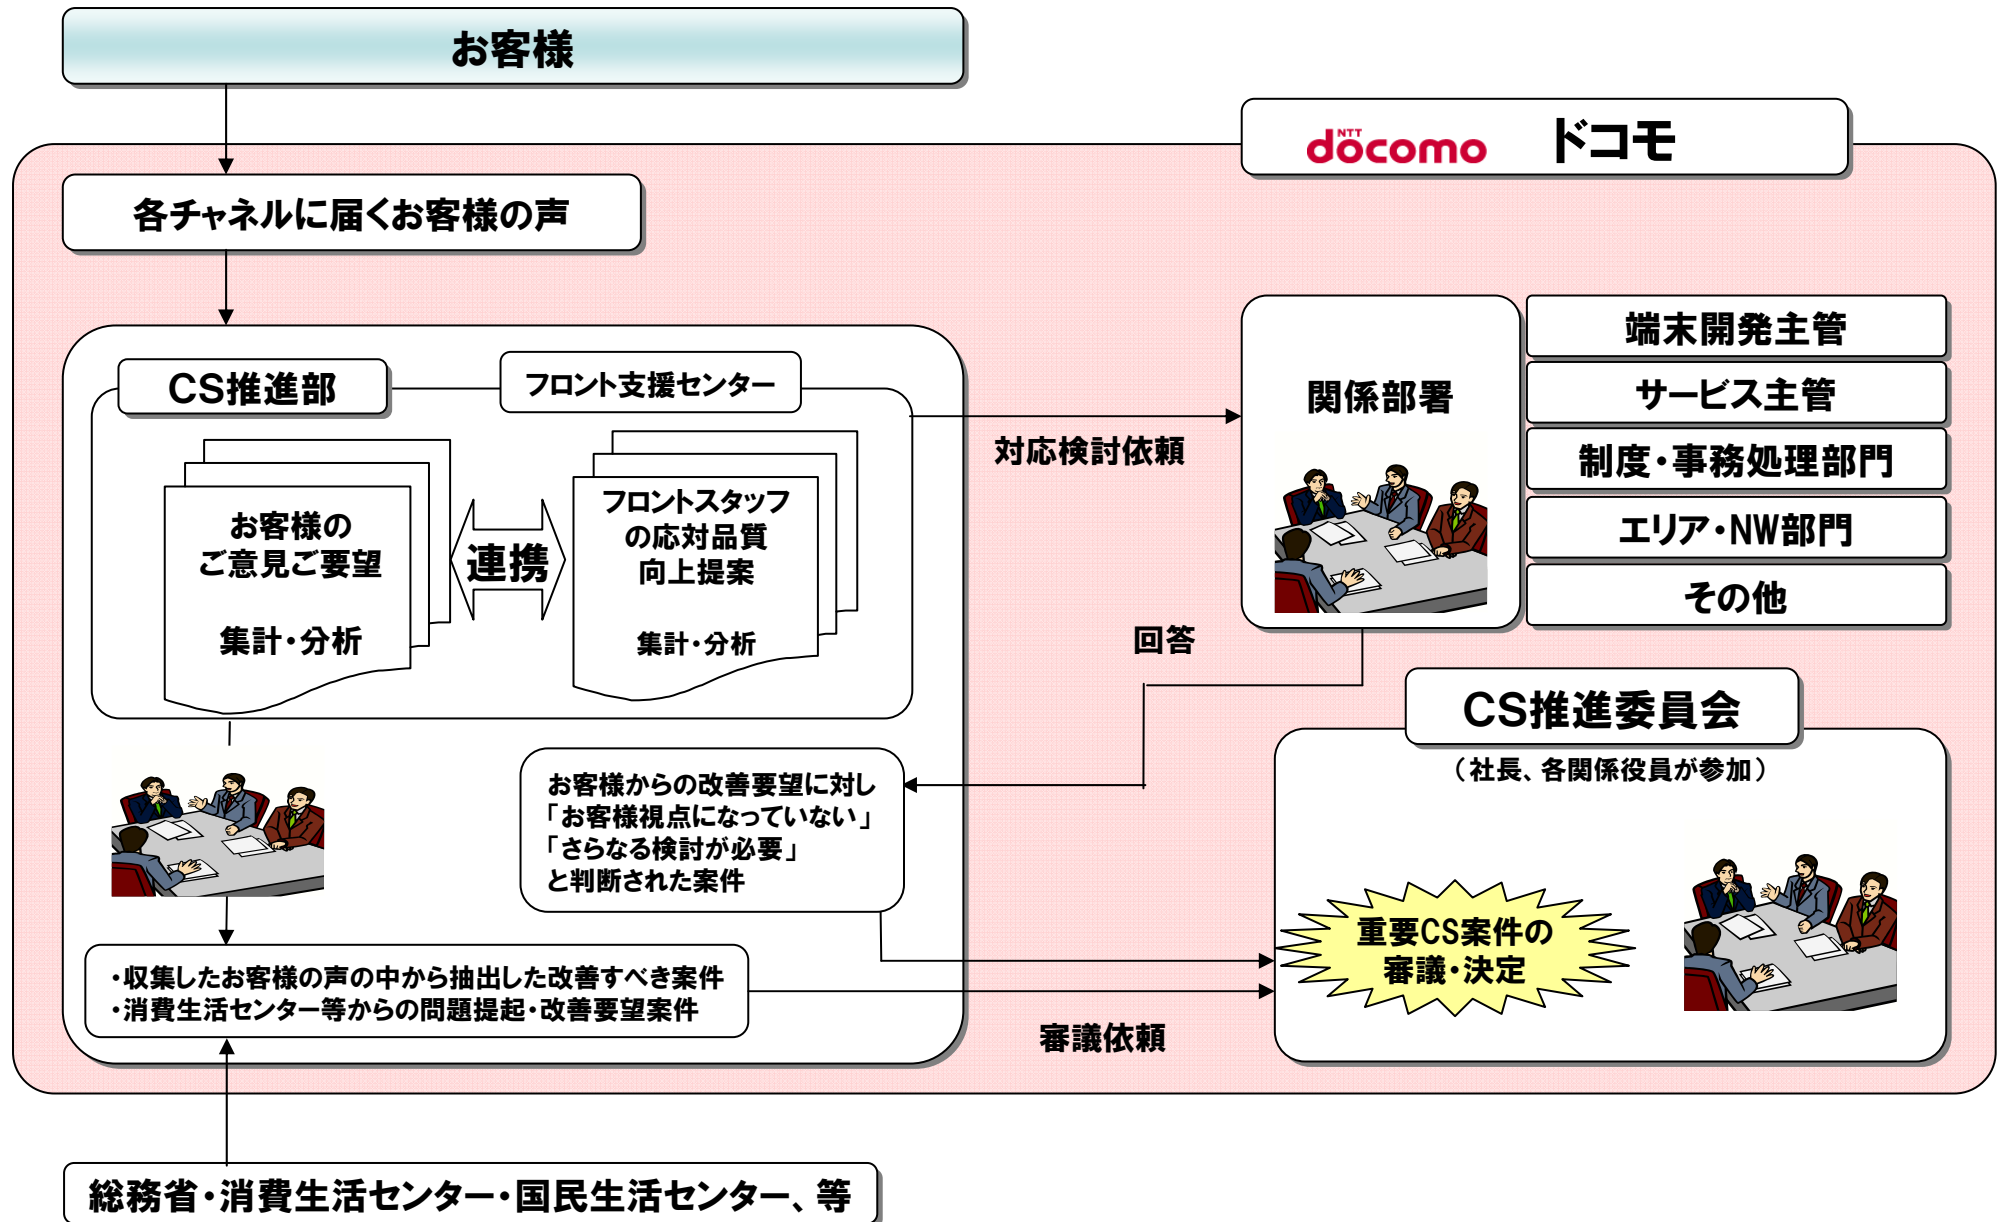 お客様
NTT
döcomo
ドコモ
各チャネルに届くお客様の声
CS推進部
フロント支援センター
お客様の
ご意見ご要望
集計・分析
連携
フロントスタッフ
の応対品質
向上提案
集計・分析
対応検討依頼
関係部署
端末開発主管
サービス主管
制度・事務処理部門
エリア・NW部門
その他
回答
お客様からの改善要望に対し
「お客様視点になっていない」
「さらなる検討が必要」
と判断された案件
・収集したお客様の声の中から抽出した改善すべき案件
・消費生活センター等からの問題提起・改善要望案件
審議依頼
CS推進委員会
（社長、各関係役員が参加）
重要CS案件の
審議・決定
総務省・消費生活センター・国民生活センター、等